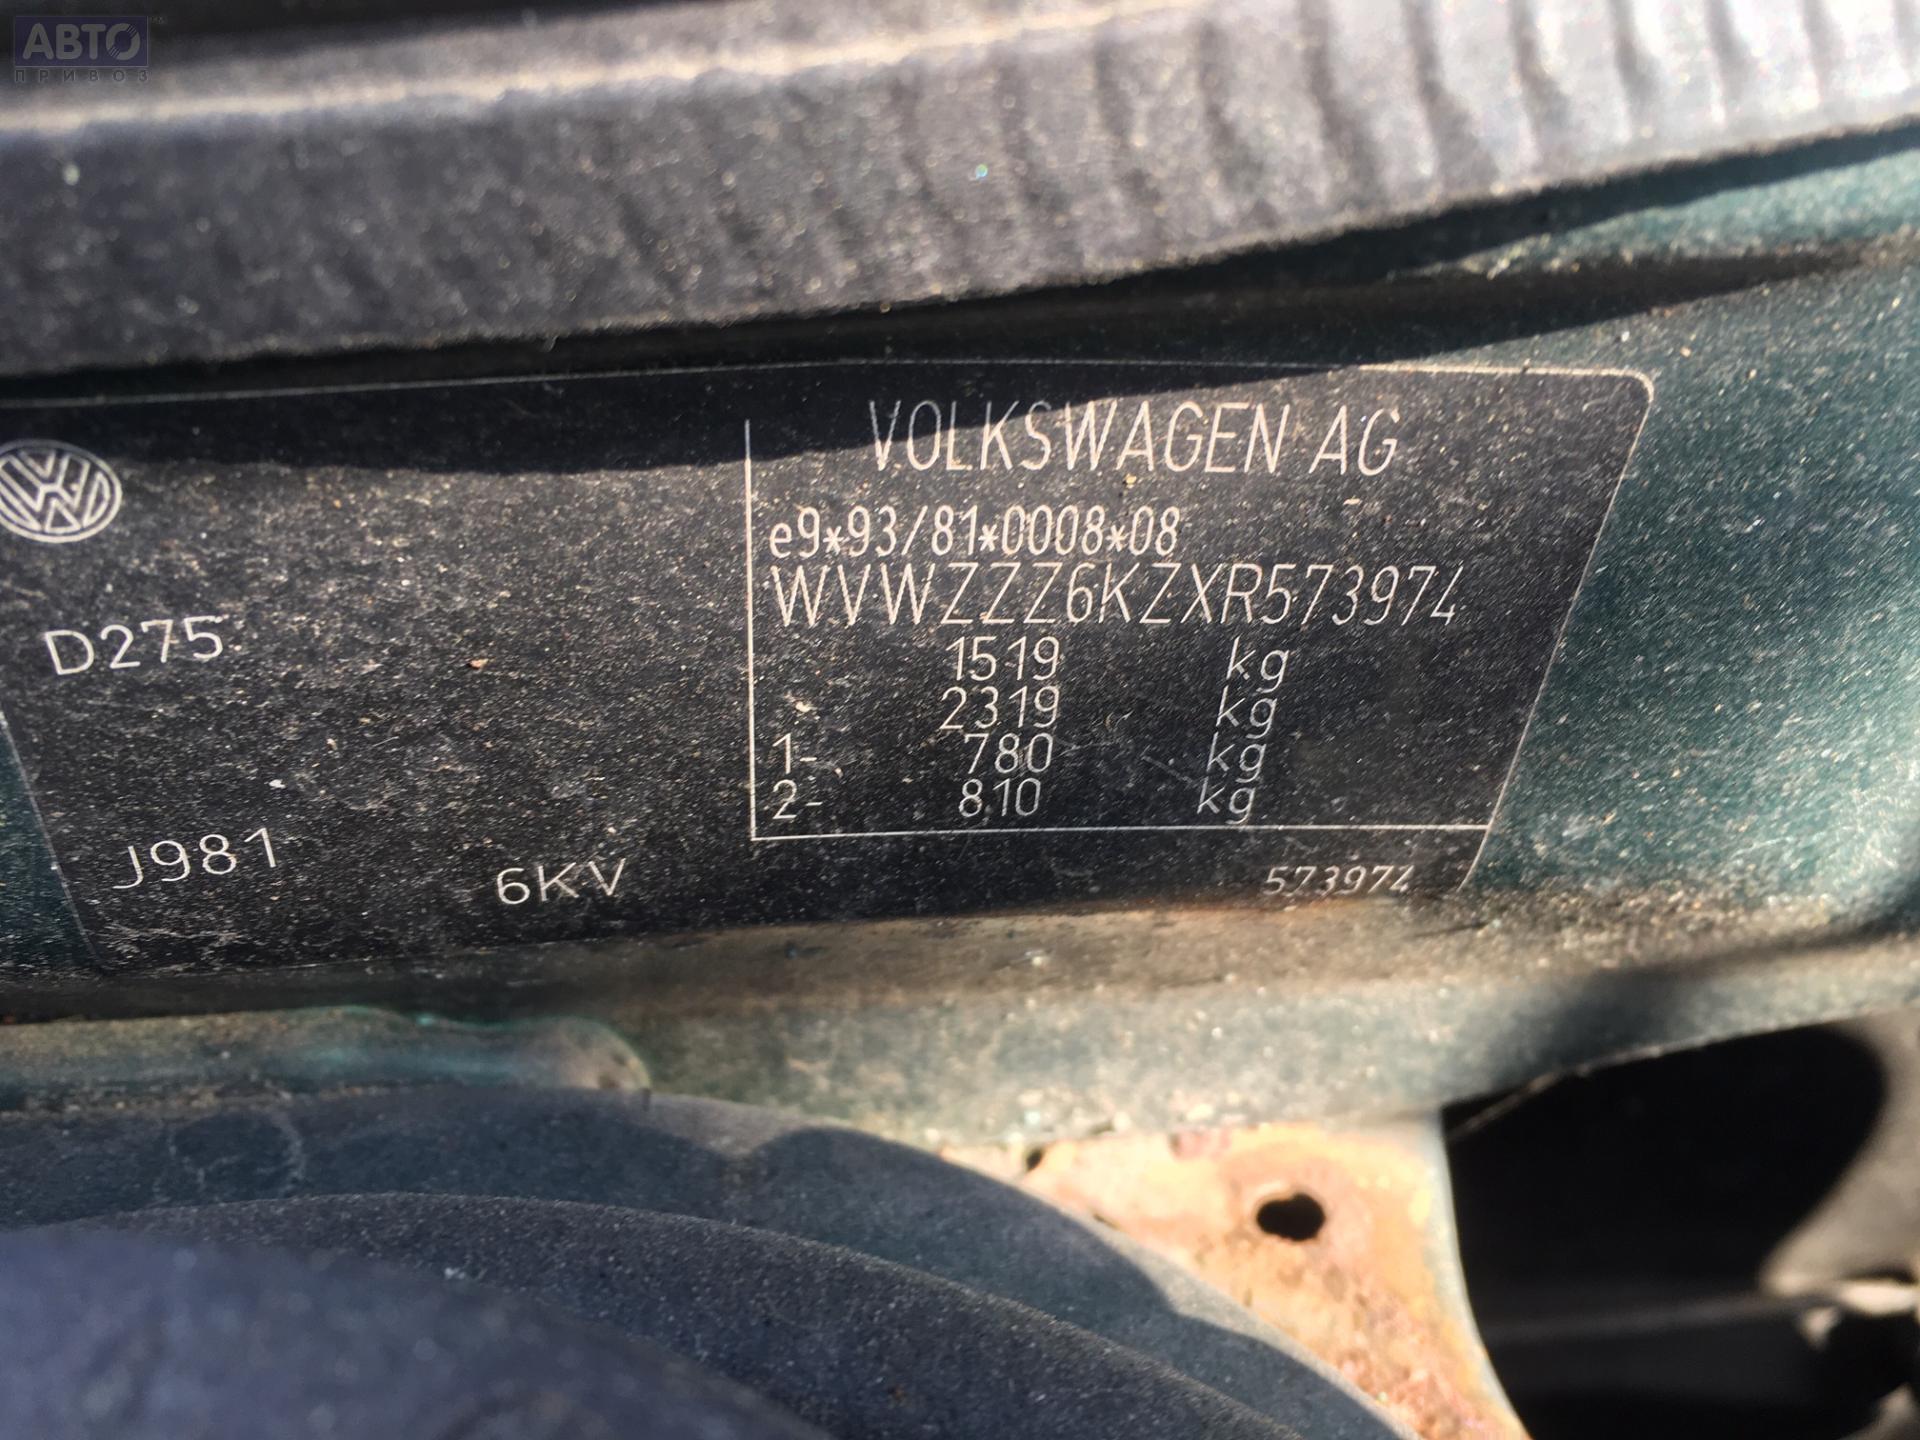 АВТО
ПРИВОЗ
VOLKSWAGEN AG
e9*93/81*0008*08
WVWZZZ6KZXR573974
1519 kg
- 2319 kg
1- 780 kg
2- 810 kg
D275
J981
6KV
573974